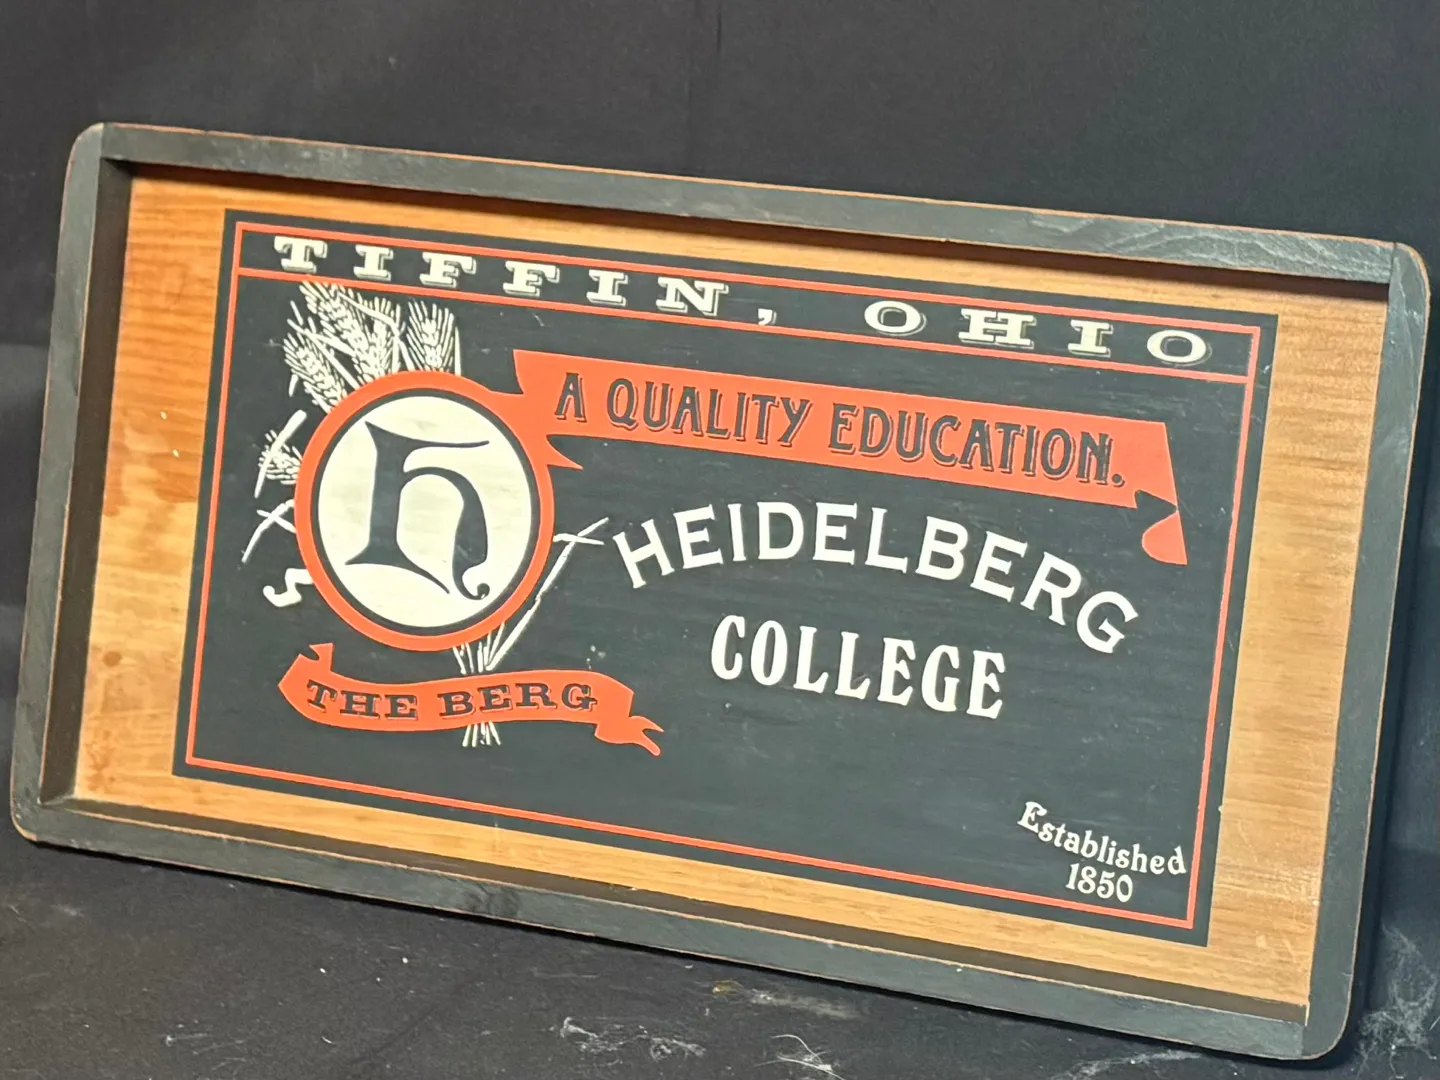 TIFFIN, OHIO
A QUALITY EDUCATION.
H
HEIDELBERG
COLLEGE
THE BERG
Established
1850